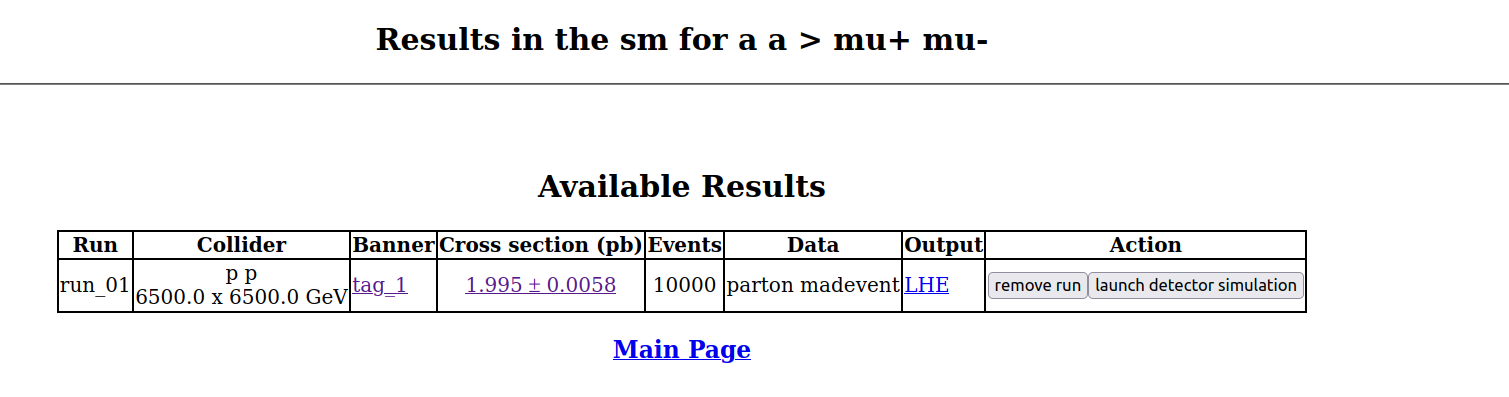 Results in the sm for a a > mu+ mu-
Available Results
Run Collider Banner Cross section (pb) Events Data Output Action
run_01 p p 6500.0 x 6500.0 GeV tag_1 1.995 ± 0.0058 10000 parton madevent LHE remove run launch detector simulation
Main Page